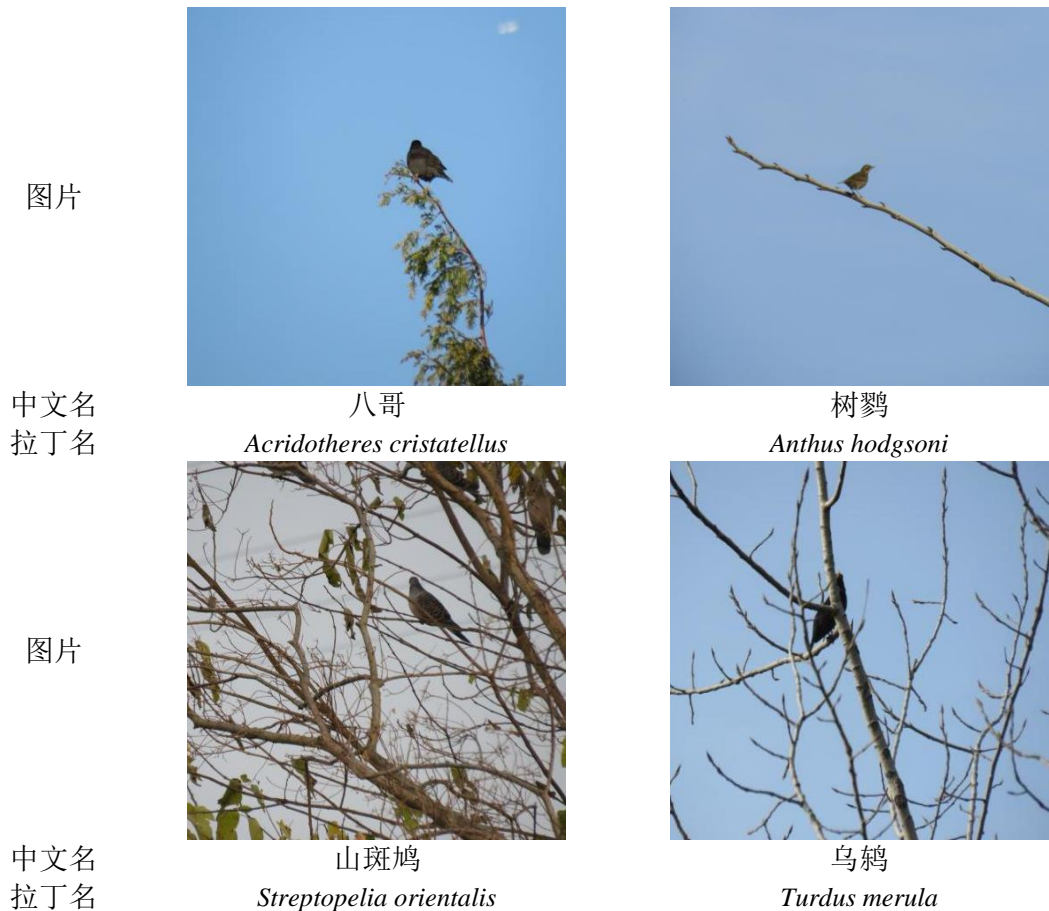 图片
中文名 八哥 树鹨
拉丁名 Acridotheres cristatellus Anthus hodgsoni
图片
中文名 山斑鸠 乌鸫
拉丁名 Streptopelia orientalis Turdus merula